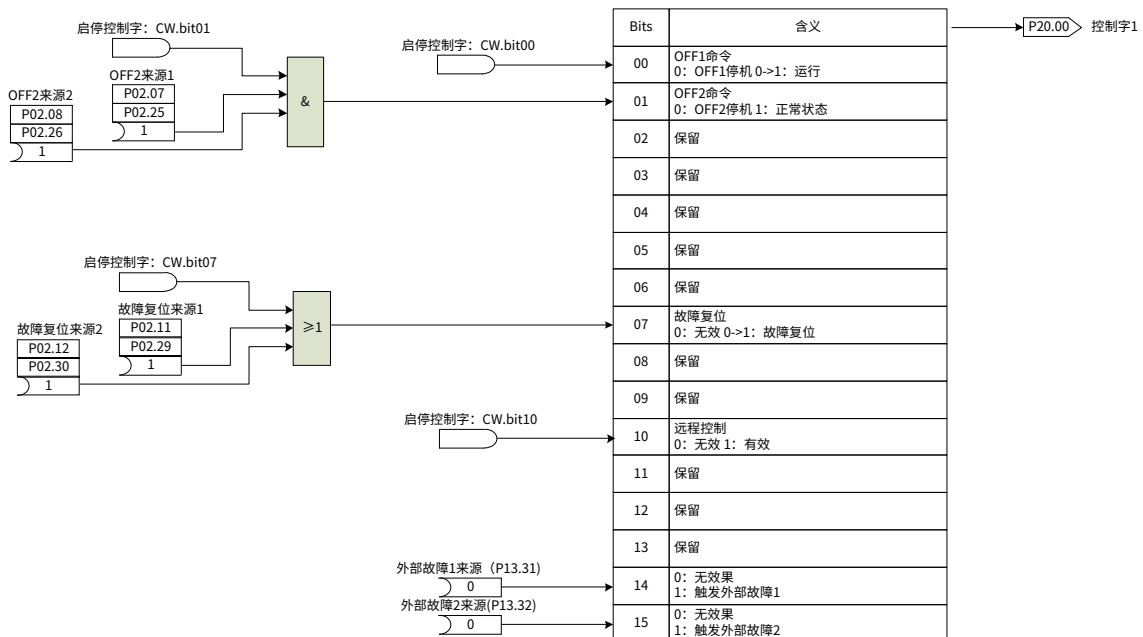 启停控制字：CW.bit01
OFF2来源1
P02.07
P02.25
1
OFF2来源2
P02.08
P02.26
1
&
启停控制字：CW.bit00
启停控制字：CW.bit07
故障复位来源1
P02.11
P02.29
1
故障复位来源2
P02.12
P02.30
1
≥1
启停控制字：CW.bit10
外部故障1来源（P13.31)
0
外部故障2来源(P13.32)
0
Bits 含义
00 OFF1命令
0：OFF1停机 0->1：运行
01 OFF2命令
0：OFF2停机 1：正常状态
02 保留
03 保留
04 保留
05 保留
06 保留
07 故障复位
0：无效 0->1：故障复位
08 保留
09 保留
10 远程控制
0：无效 1：有效
11 保留
12 保留
13 保留
14 0：无效果
1：触发外部故障1
15 0：无效果
1：触发外部故障2
P20.00 控制字1